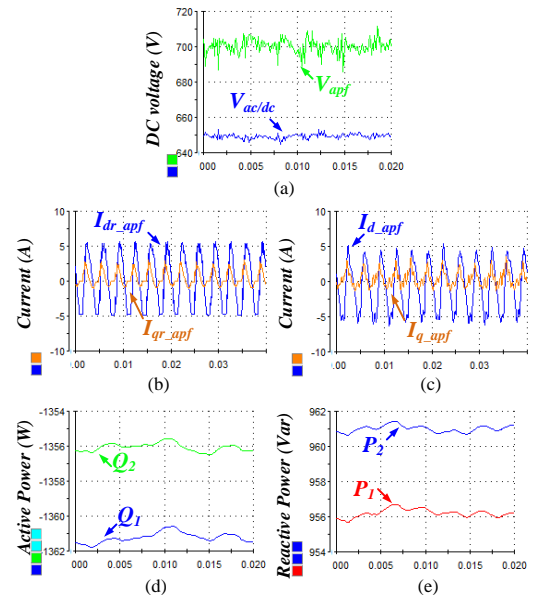 720
700
680
660
640
DC voltage (V)
V_apf
V_ac/dc
000 0.005 0.010 0.015 0.020
(a)
10
5
0
-5
-10
Current (A)
I_dr_apf
I_qr_apf
.00 0.01 0.02 0.03
(b)
10
5
0
-5
-10
Current (A)
I_d_apf
I_q_apf
.00 0.01 0.02 0.03
(c)
-1354
-1356
-1360
-1362
Active Power (W)
Q_2
Q_1
000 0.005 0.010 0.015 0.020
(d)
962
960
956
954
Reactive Power (Var)
P_2
P_1
000 0.005 0.010 0.015 0.020
(e)